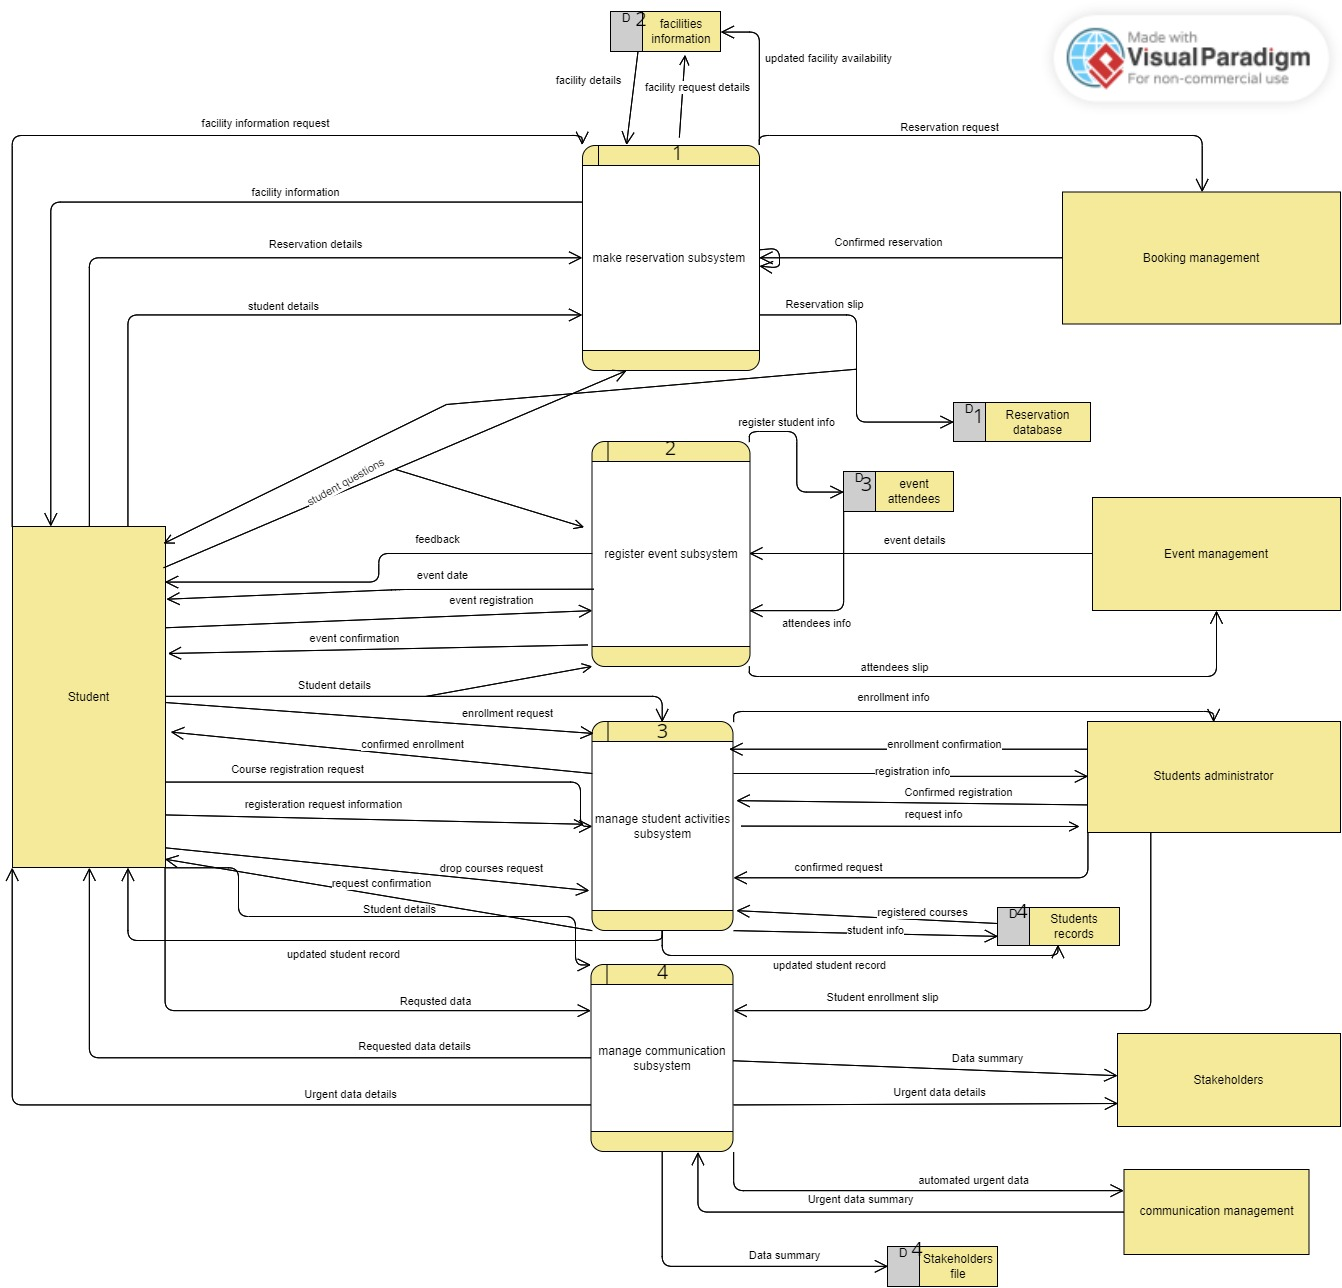 D 2
facilities
information
Made with
VisualParadigm
For non-commercial use
updated facility availability
facility details
facility request details
facility information request
Reservation request
1
facility information
Reservation details
Confirmed reservation
make reservation subsystem
Booking management
student details
Reservation slip
D 1
Reservation
database
register student info
2
student questions
D 3
event
attendees
feedback
event details
register event subsystem
Event management
event date
event registration
attendees info
event confirmation
attendees slip
Student
Student details
enrollment info
enrollment request
3
confirmed enrollment
enrollment confirmation
Course registration request
registration info
Students administrator
registeration request information
Confirmed registration
manage student activities
subsystem
request info
drop courses request
confirmed request
request confirmation
Student details
registered courses
D 4
Students
records
student info
updated student record
updated student record
4
Requsted data
Student enrollment slip
Requested data details
manage communication
subsystem
Data summary
Stakeholders
Urgent data details
Urgent data details
automated urgent data
Urgent data summary
communication management
Data summary
D 4
Stakeholders
file